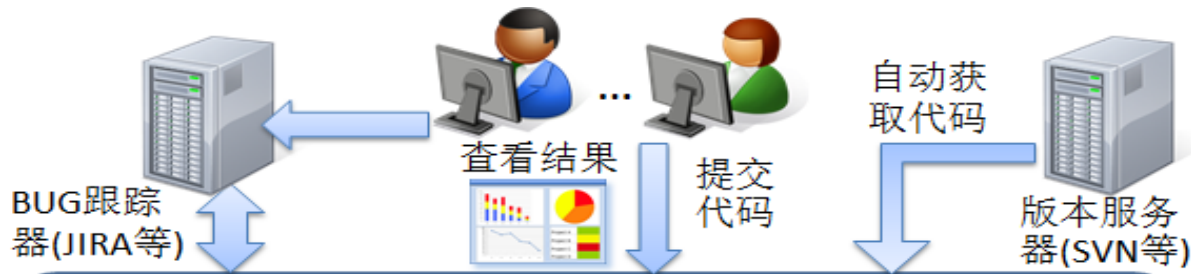 ...
自动获
取代码
查看结果
提交
代码
BUG跟踪
器(JIRA等)
版本服务
器(SVN等)